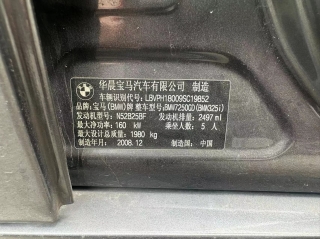 华晨宝马汽车有限公司 制造
车辆识别代号: LBVPH18009SC19852
品牌: 宝马(BMW)牌 整车型号: BMW7250GD(BMW325i)
发动机型号: N52B25BF 发动机排量: 2497 ml
最大净功率: 160 kW 乘坐人数: 5 人
最大设计总质量: 1980 kg
制造年月: 2008.12 制造国: 中国